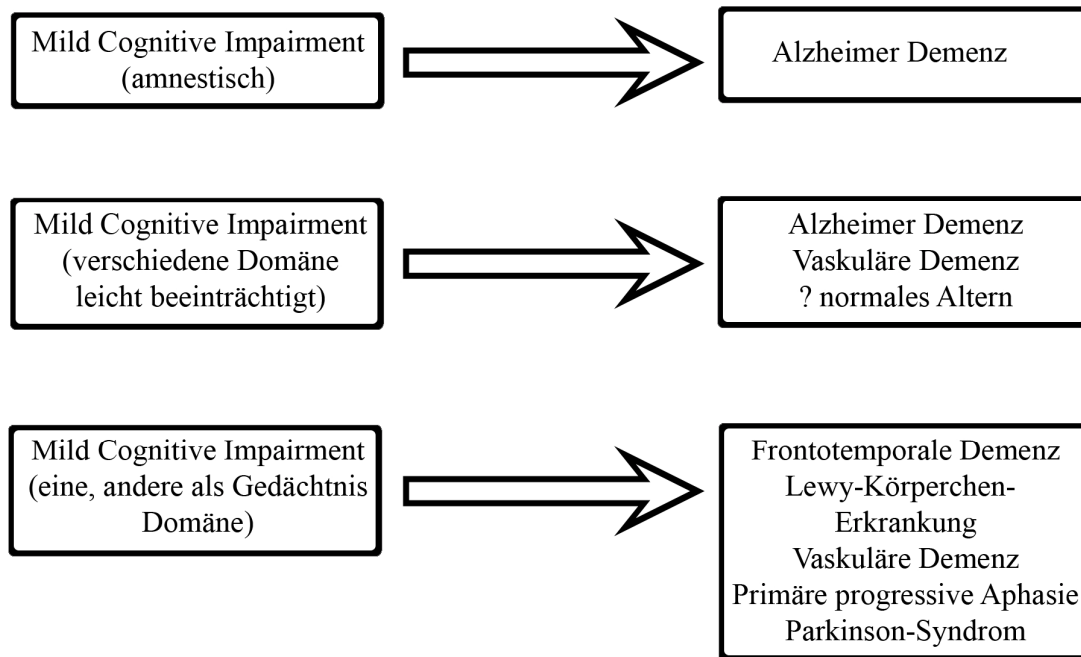 Mild Cognitive Impairment
(amnestisch)
Alzheimer Demenz
Mild Cognitive Impairment
(verschiedene Domäne
leicht beeinträchtigt)
Alzheimer Demenz
Vaskuläre Demenz
? normales Altern
Mild Cognitive Impairment
(eine, andere als Gedächtnis
Domäne)
Frontotemporale Demenz
Lewy-Körperchen-
Erkrankung
Vaskuläre Demenz
Primäre progressive Aphasie
Parkinson-Syndrom